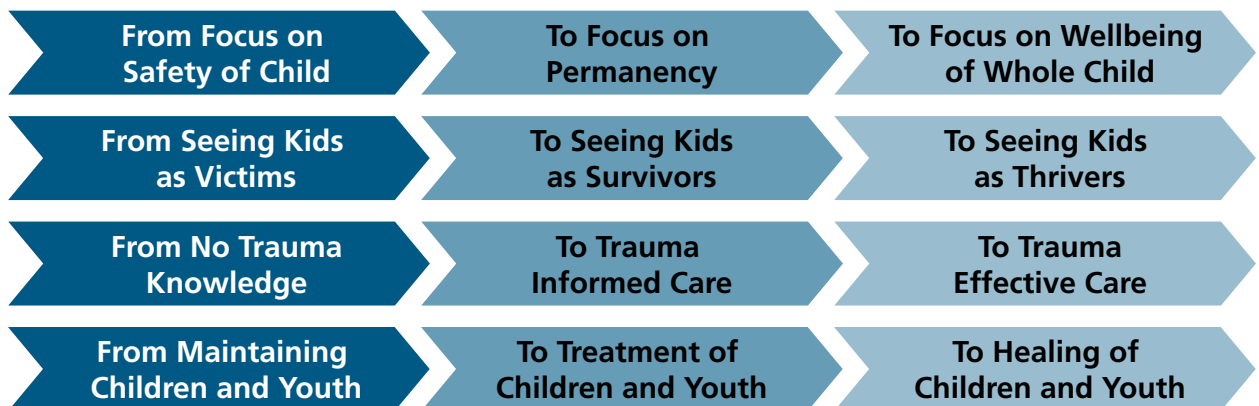 From Focus on
Safety of Child
To Focus on
Permanency
To Focus on Wellbeing
of Whole Child
From Seeing Kids
as Victims
To Seeing Kids
as Survivors
To Seeing Kids
as Thrivers
From No Trauma
Knowledge
To Trauma
Informed Care
To Trauma
Effective Care
From Maintaining
Children and Youth
To Treatment of
Children and Youth
To Healing of
Children and Youth